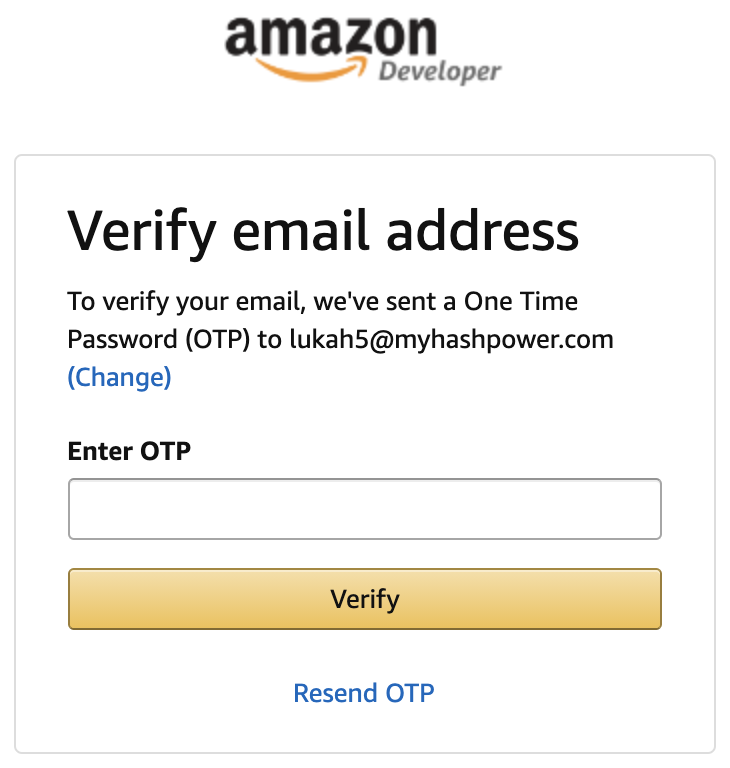 amazon
Developer
Verify email address
To verify your email, we've sent a One Time
Password (OTP) to lukah5@myhashpower.com
(Change)
Enter OTP
Verify
Resend OTP